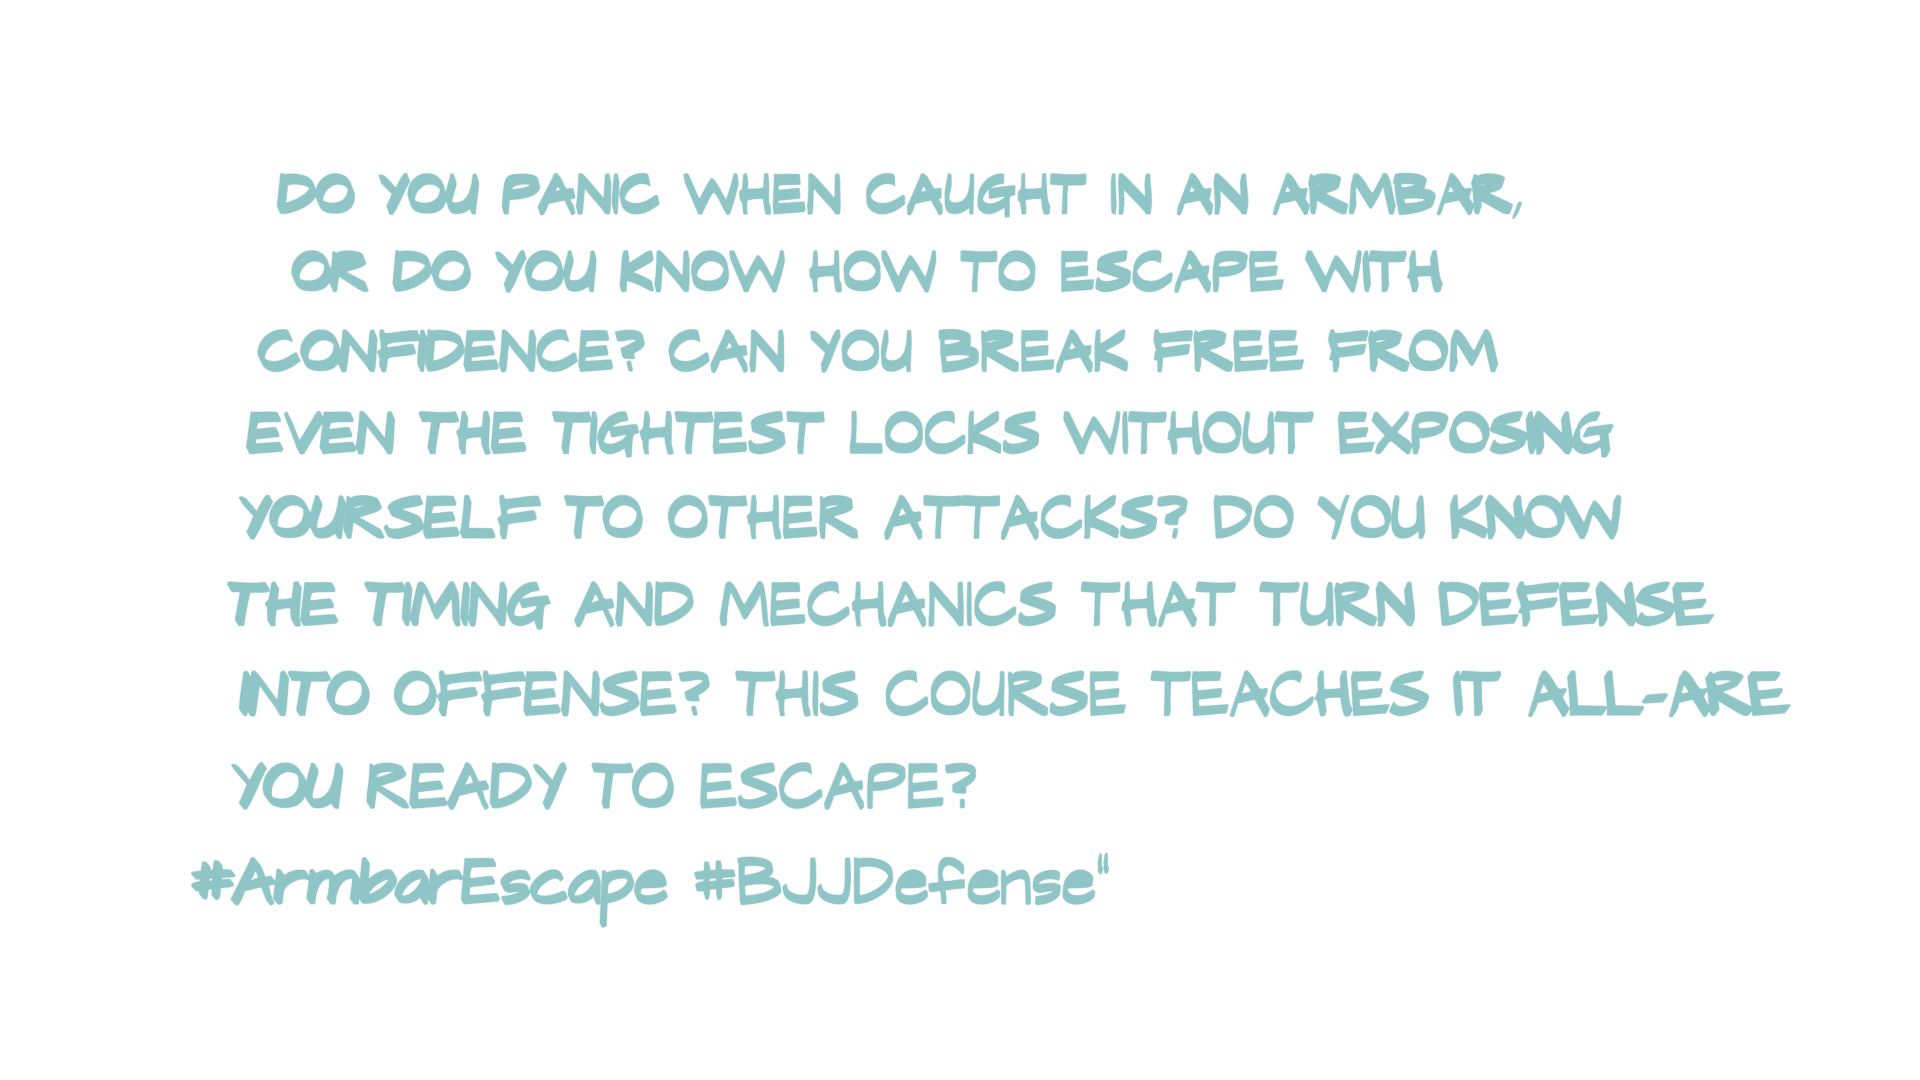 DO YOU PANIC WHEN CAUGHT IN AN ARMBAR,
OR DO YOU KNOW HOW TO ESCAPE WITH
CONFIDENCE? CAN YOU BREAK FREE FROM
EVEN THE TIGHTEST LOCKS WITHOUT EXPOSING
YOURSELF TO OTHER ATTACKS? DO YOU KNOW
THE TIMING AND MECHANICS THAT TURN DEFENSE
INTO OFFENSE? THIS COURSE TEACHES IT ALL-ARE
YOU READY TO ESCAPE?
#ArmbarEscape #BJJDefense"